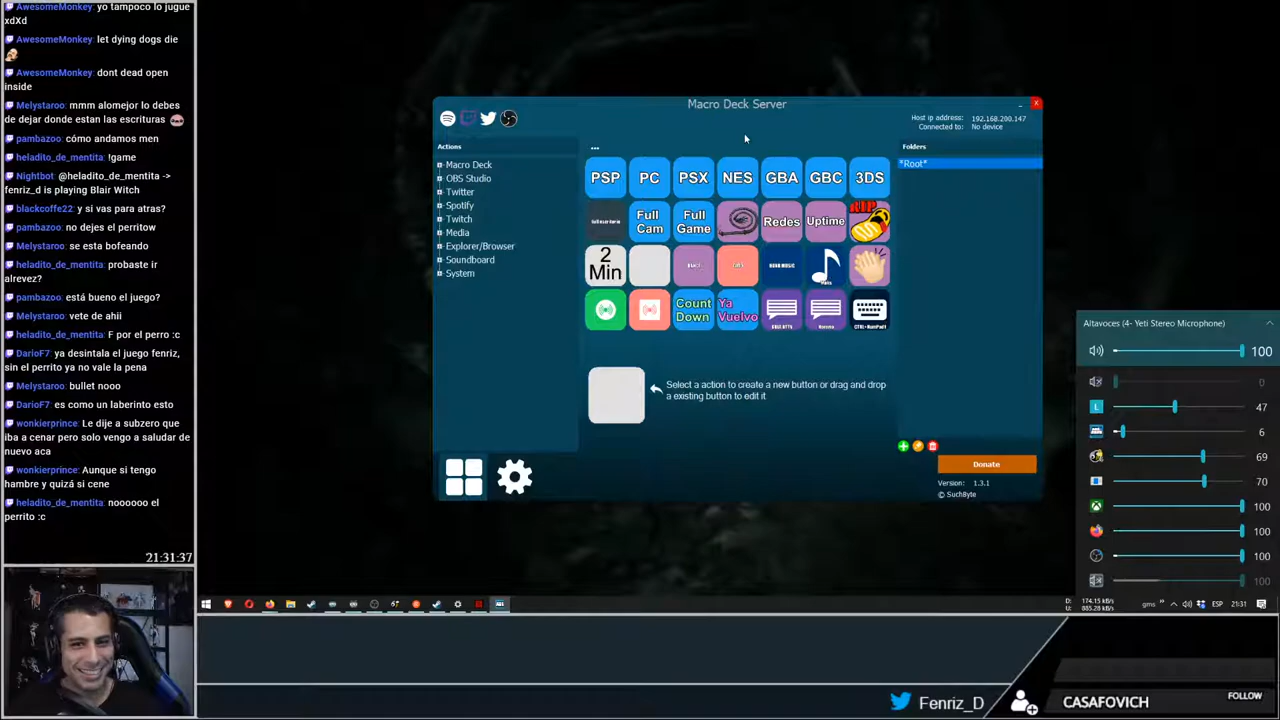 AwesomeMonkey: yo tampoco lo jugue
xdXd
AwesomeMonkey: let dying dogs die
AwesomeMonkey: dont dead open
inside
Melystaroo: mmm alomejor lo debes
de dejar donde estan las escrituras
pambazoo: cómo andamos men
heladito_de_mentita: !game
Nightbot: @heladito_de_mentita ->
fenriz_d is playing Blair Witch
blackcoffe22: y si vas para atras?
pambazoo: no dejes el perritow
Melystaroo: se esta bofeando
heladito_de_mentita: probaste ir
alrevez?
pambazoo: está bueno el juego?
Melystaroo: vete de ahii
heladito_de_mentita: F por el perro :c
DarioF7: ya desintala el juego fenriz,
sin el perrito ya no vale la pena
Melystaroo: bullet nooo
DarioF7: es como un laberinto esto
wonkierprince: Le dije a subzero que
iba a cenar pero solo vengo a saludar de
nuevo aca
wonkierprince: Aunque si tengo
hambre y quizá si cene
heladito_de_mentita: noooooo el
perrito :c
21:31:37
Macro Deck Server
Host ip address: 192.168.200.147
Connected to: No device
Actions
Macro Deck
OBS Studio
Twitter
Spotify
Twitch
Media
Explorer/Browser
Soundboard
System
...
PSP PC PSX NES GBA GBC 3DS
Full Cam
Full Game
Redes
Uptime
RIP
2 Min
Count Down
Ya Vuelvo
CTRL+NumPad1
Select a action to create a new button or drag and drop
a existing button to edit it
Folders
*Root*
Donate
Version: 1.3.1
© SuchByte
Altavoces (4- Yeti Stereo Microphone)
100
0
47
6
69
70
100
100
100
100
D: 174.15 kB/s
U: 885.28 kB/s
gms
ESP
21:31
Fenriz_D
CASAFOVICH
FOLLOW